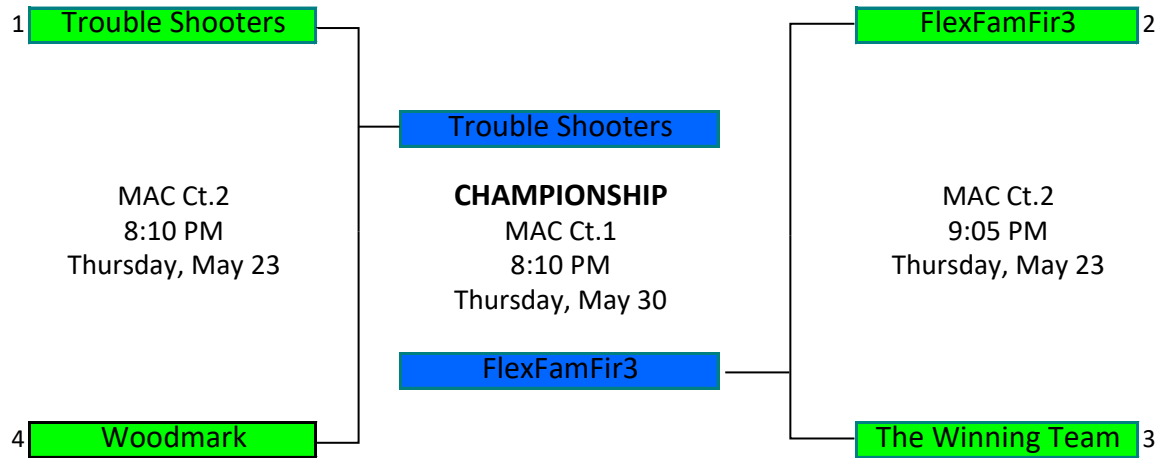 1 Trouble Shooters
FlexFamFir3 2
Trouble Shooters
MAC Ct.2
8:10 PM
Thursday, May 23
CHAMPIONSHIP
MAC Ct.1
8:10 PM
Thursday, May 30
MAC Ct.2
9:05 PM
Thursday, May 23
FlexFamFir3
4 Woodmark
The Winning Team 3